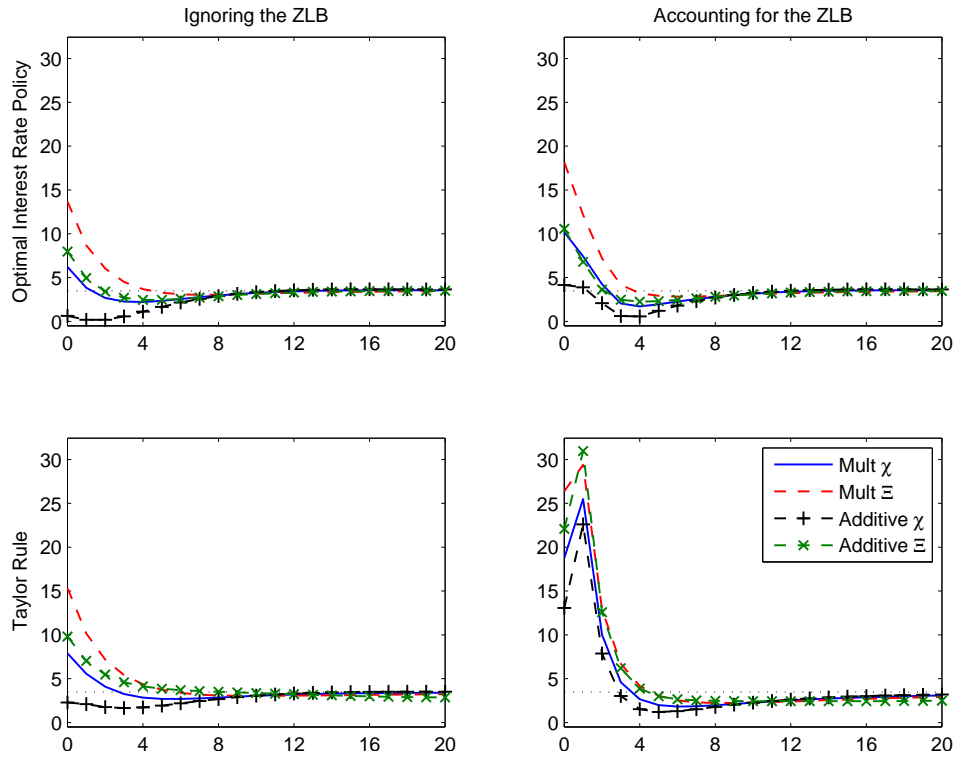 Ignoring the ZLB
Accounting for the ZLB
Optimal Interest Rate Policy
30
25
20
15
10
5
0
0 4 8 12 16 20
30
25
20
15
10
5
0
0 4 8 12 16 20
Taylor Rule
30
25
20
15
10
5
0
0 4 8 12 16 20
30
25
20
15
10
5
0
0 4 8 12 16 20
Mult χ
Mult Ξ
Additive χ
Additive Ξ